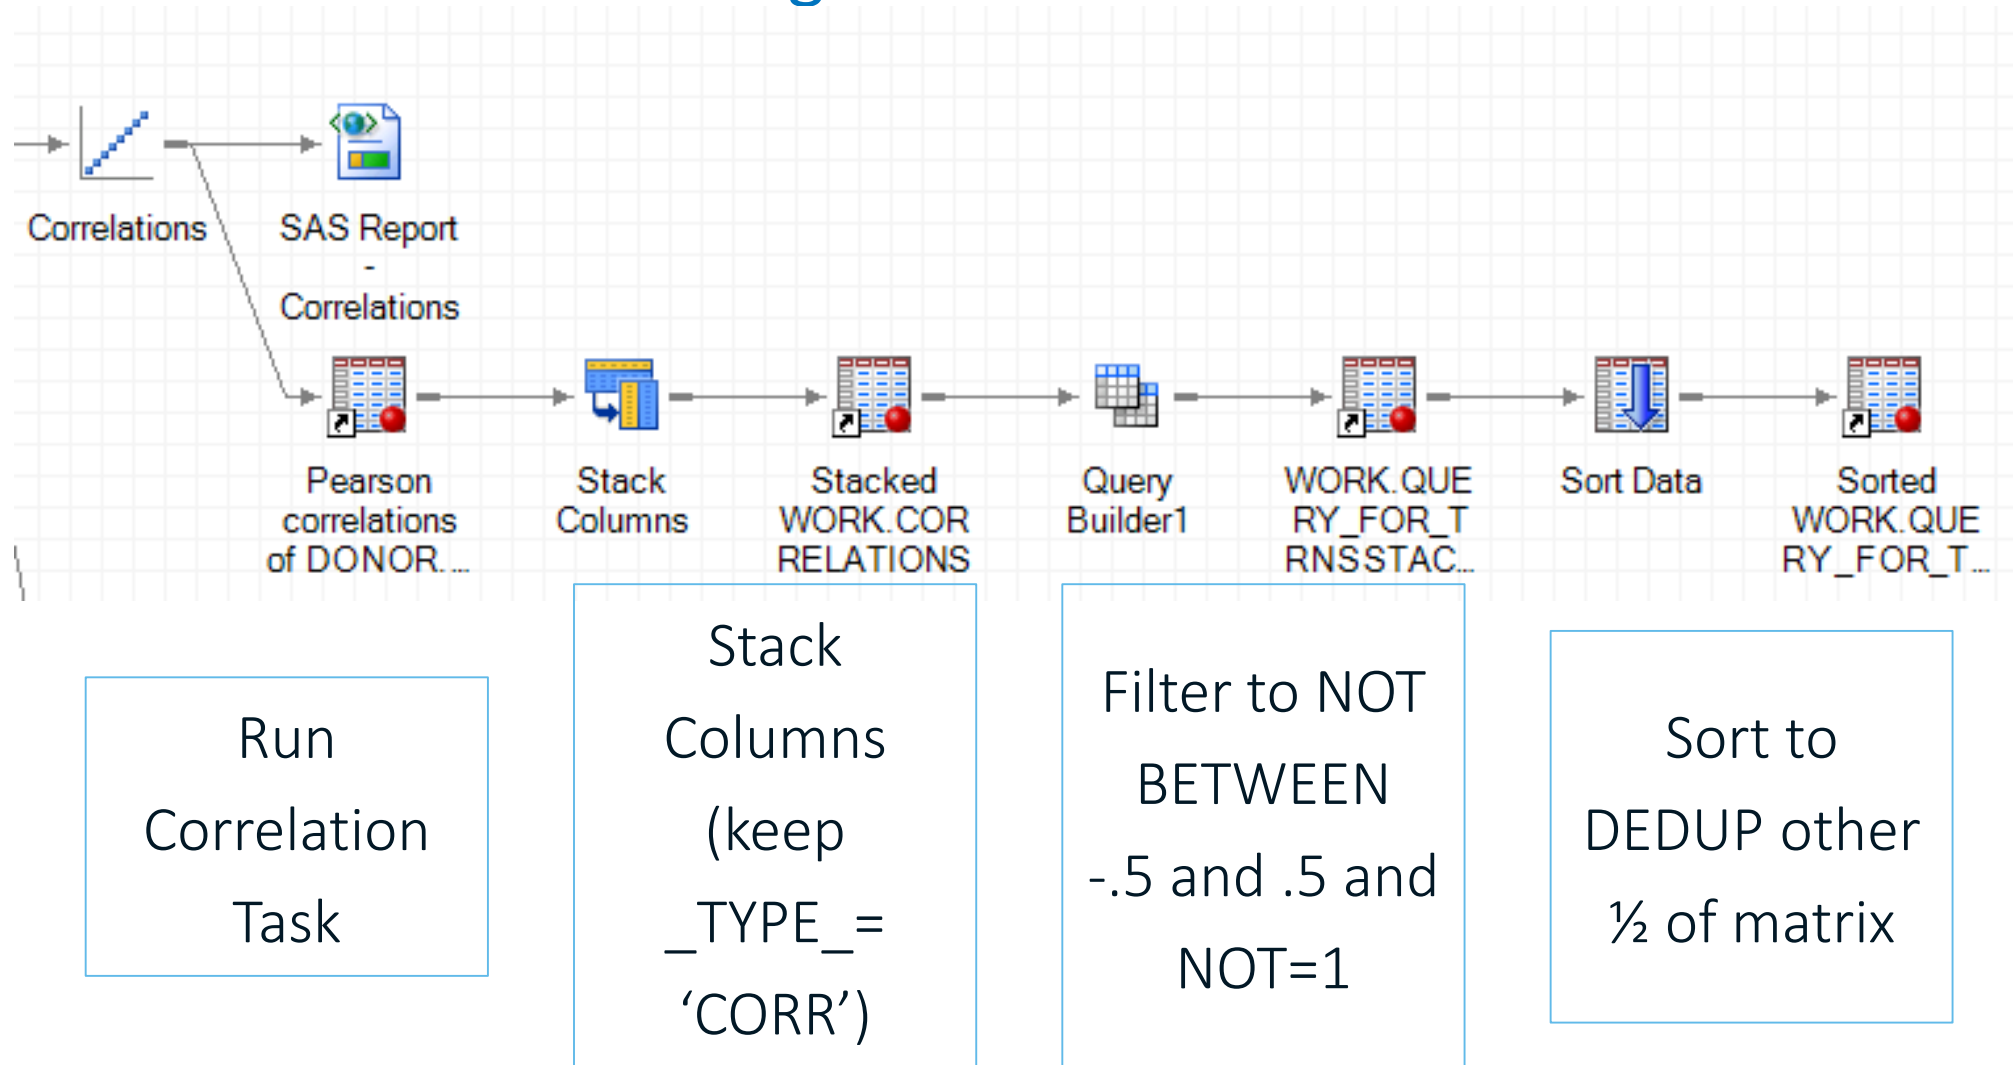 Correlations
SAS Report
-
Correlations
Pearson
correlations
of DONOR....
Stack
Columns
Stacked
WORK.COR
RELATIONS
Query
Builder1
WORK.QUE
RY_FOR_T
RNSSTAC...
Sort Data
Sorted
WORK.QUE
RY_FOR_T...
Run
Correlation
Task
Stack
Columns
(keep
_TYPE_=
‘CORR’)
Filter to NOT
BETWEEN
-.5 and .5 and
NOT=1
Sort to
DEDUP other
½ of matrix